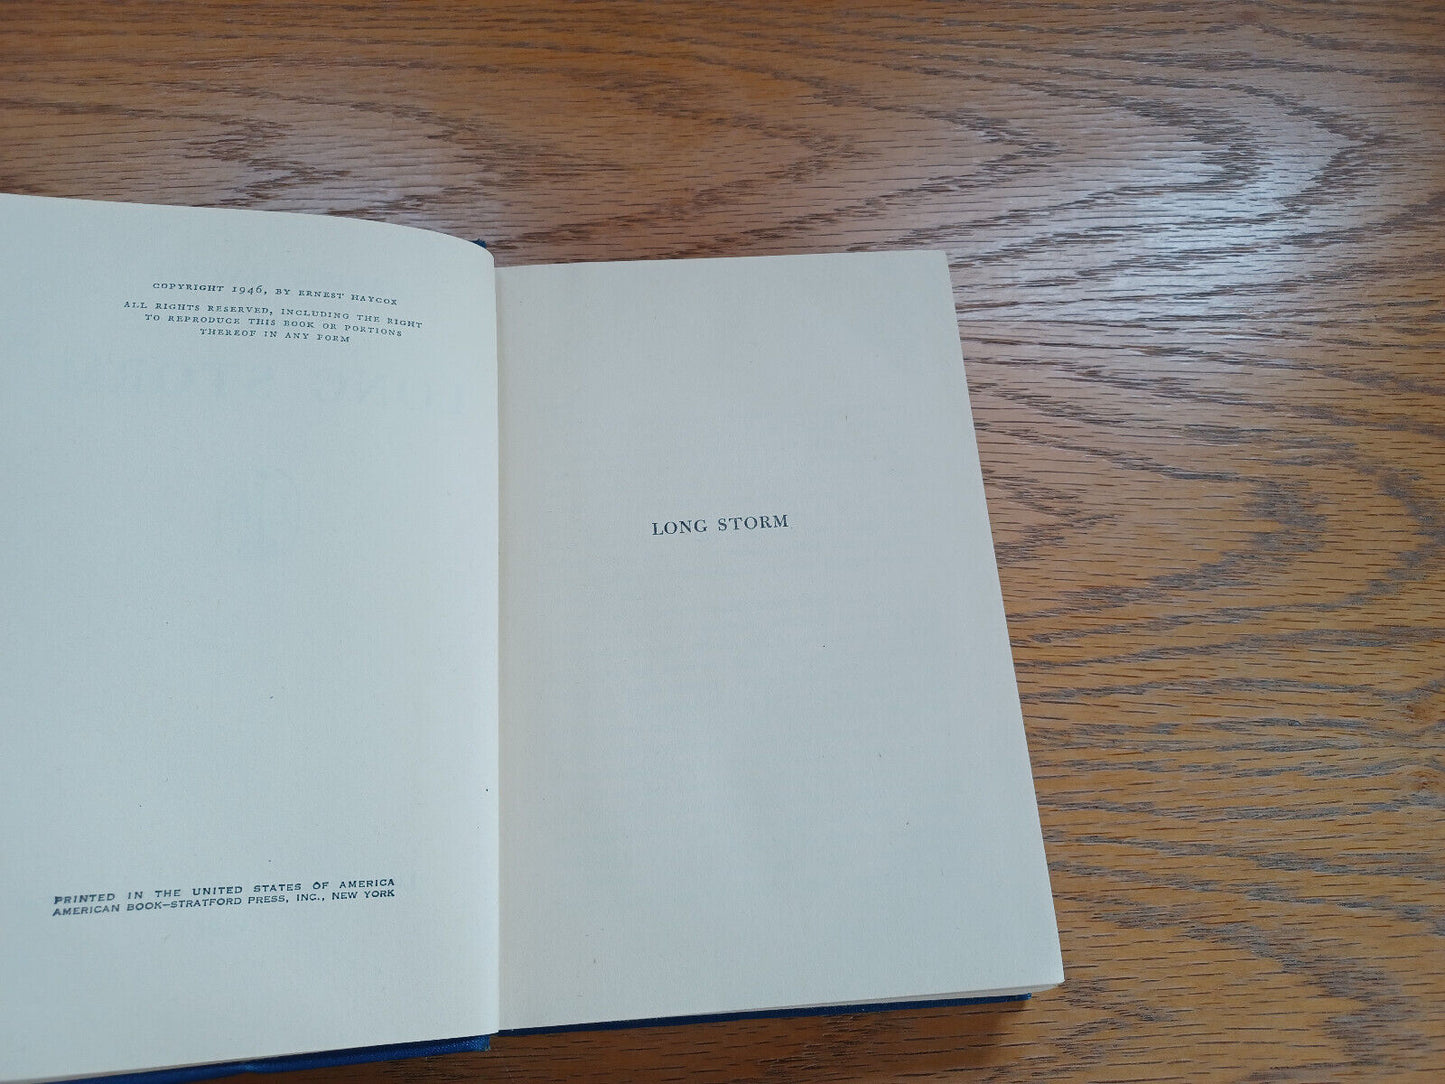 COPYRIGHT 1946, BY ERNEST HAYCOX
ALL RIGHTS RESERVED, INCLUDING THE RIGHT
TO REPRODUCE THIS BOOK OR PORTIONS
THEREOF IN ANY FORM
PRINTED IN THE UNITED STATES OF AMERICA
AMERICAN BOOK—STRATFORD PRESS, INC., NEW YORK
LONG STORM